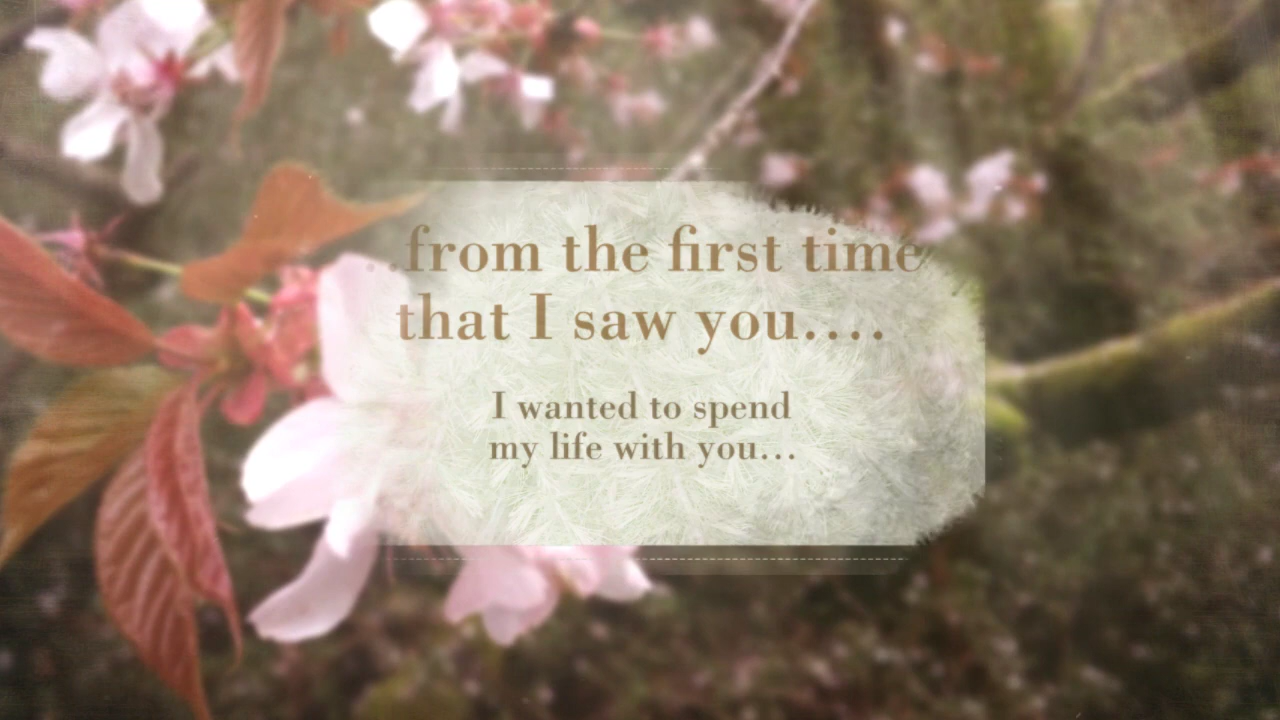 ...from the first time
that I saw you....
I wanted to spend
my life with you...